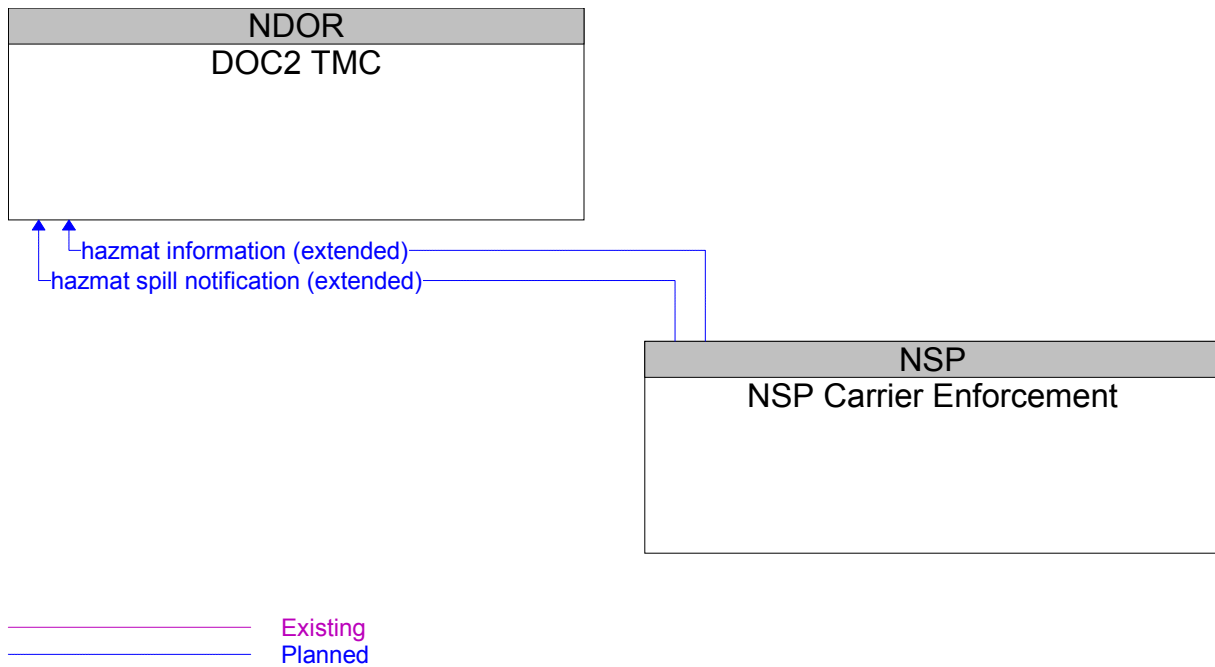 NDOR
DOC2 TMC
hazmat information (extended)
hazmat spill notification (extended)
NSP
NSP Carrier Enforcement
Existing
Planned